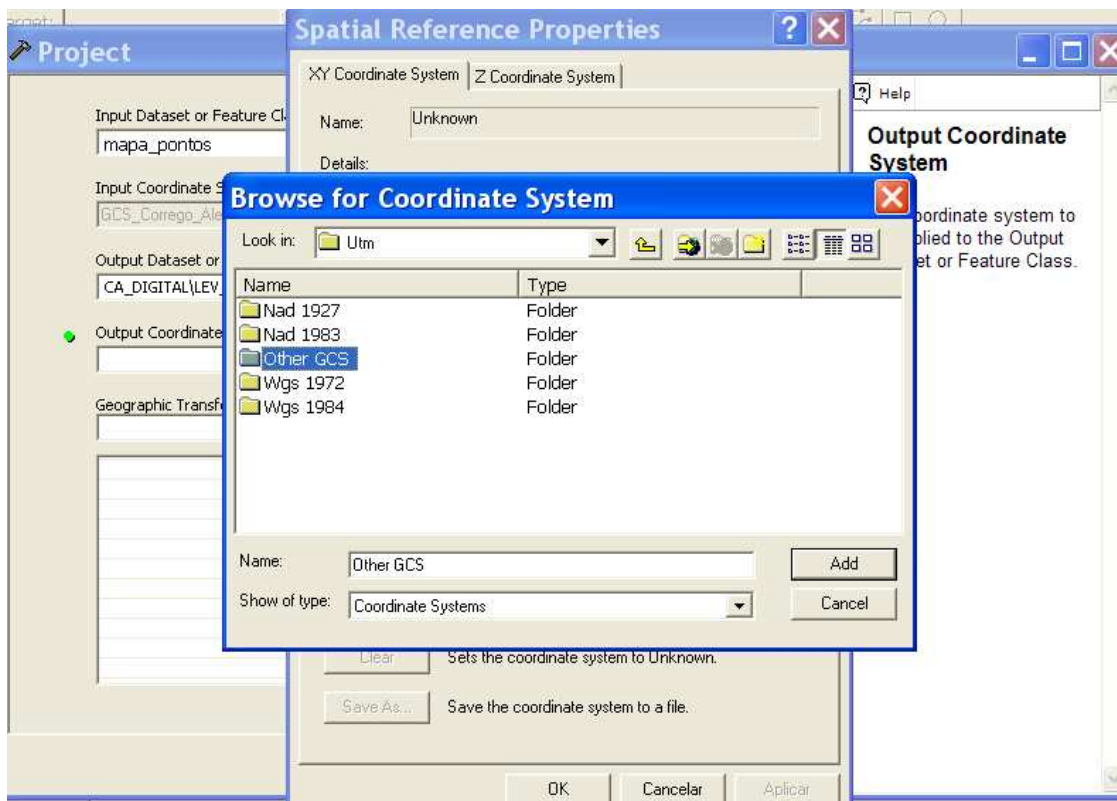 Project
Input Dataset or Feature Cl
mapa_pontos
Input Coordinate S
GCS_Corrego_Ale
Output Dataset or
CA_DIGITAL\LEV_
Output Coordinate
Geographic Transf
Spatial Reference Properties
XY Coordinate System
Z Coordinate System
Name:
Unknown
Details:
Browse for Coordinate System
Look in:
Utm
Name
Type
Nad 1927
Folder
Nad 1983
Folder
Other GCS
Folder
Wgs 1972
Folder
Wgs 1984
Folder
Name:
Other GCS
Add
Show of type:
Coordinate Systems
Cancel
Clear
Sets the coordinate system to Unknown.
Save As...
Save the coordinate system to a file.
OK
Cancelar
Aplicar
Help
Output Coordinate
System
oordinate system to
plied to the Output
et or Feature Class.